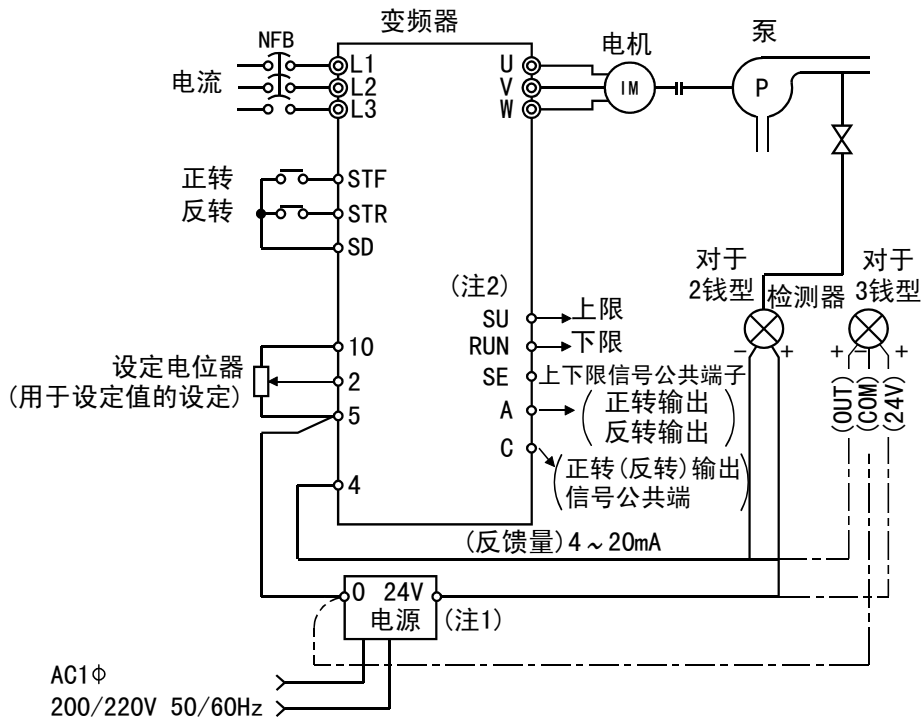 变频器
NFB
电流
L1
L2
L3
U
V
W
电机
IM
泵
P
正转
反转
STF
STR
SD
(注2)
SU
上限
RUN
下限
SE
上下限信号公共端子
A
正转输出
反转输出
C
(正转(反转)输出
信号公共端)
对于
2钱型
检测器
对于
3钱型
- +
+ - +
(OUT)
(COM)
(24V)
设定电位器
(用于设定值的设定)
10
2
5
4
(反馈量)4~20mA
0 24V
电源
(注1)
AC1φ
200/220V 50/60Hz